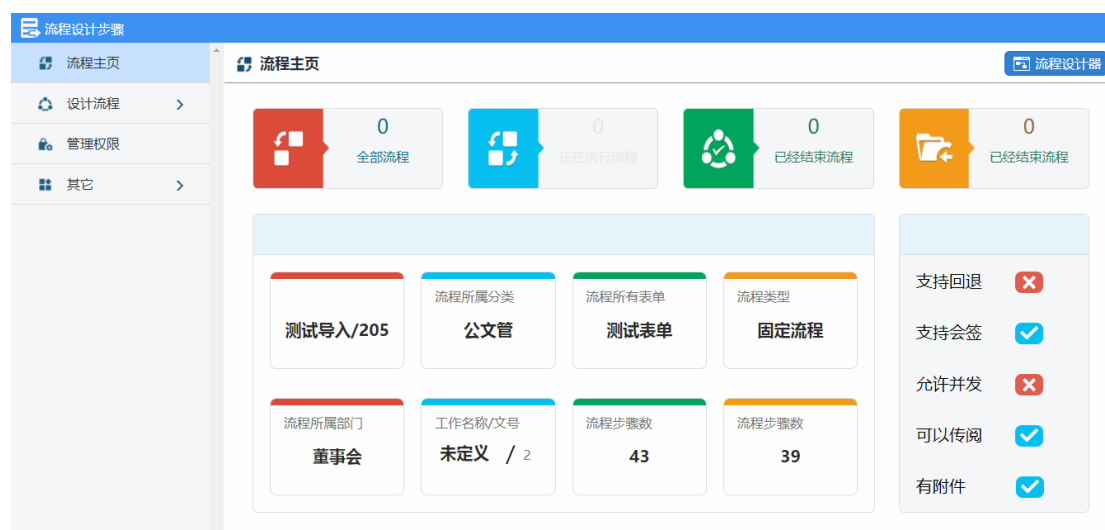 流程设计步骤
流程主页
设计流程
管理权限
其它
流程主页
流程设计器
0
全部流程
0
正在执行流程
0
已经结束流程
0
已经结束流程
测试导入/205
流程所属分类
公文管
流程所有表单
测试表单
流程类型
固定流程
流程所属部门
董事会
工作名称/文号
未定义 / 2
流程步骤数
43
流程步骤数
39
支持回退
支持会签
允许并发
可以传阅
有附件